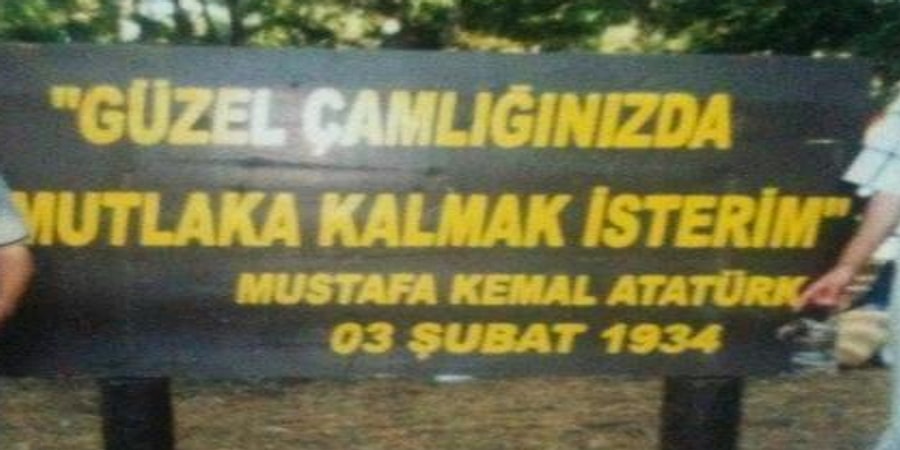 "GÜZEL ÇAMLIĞINIZDA
MUTLAKA KALMAK İSTERİM"
MUSTAFA KEMAL ATATÜRK
03 ŞUBAT 1934